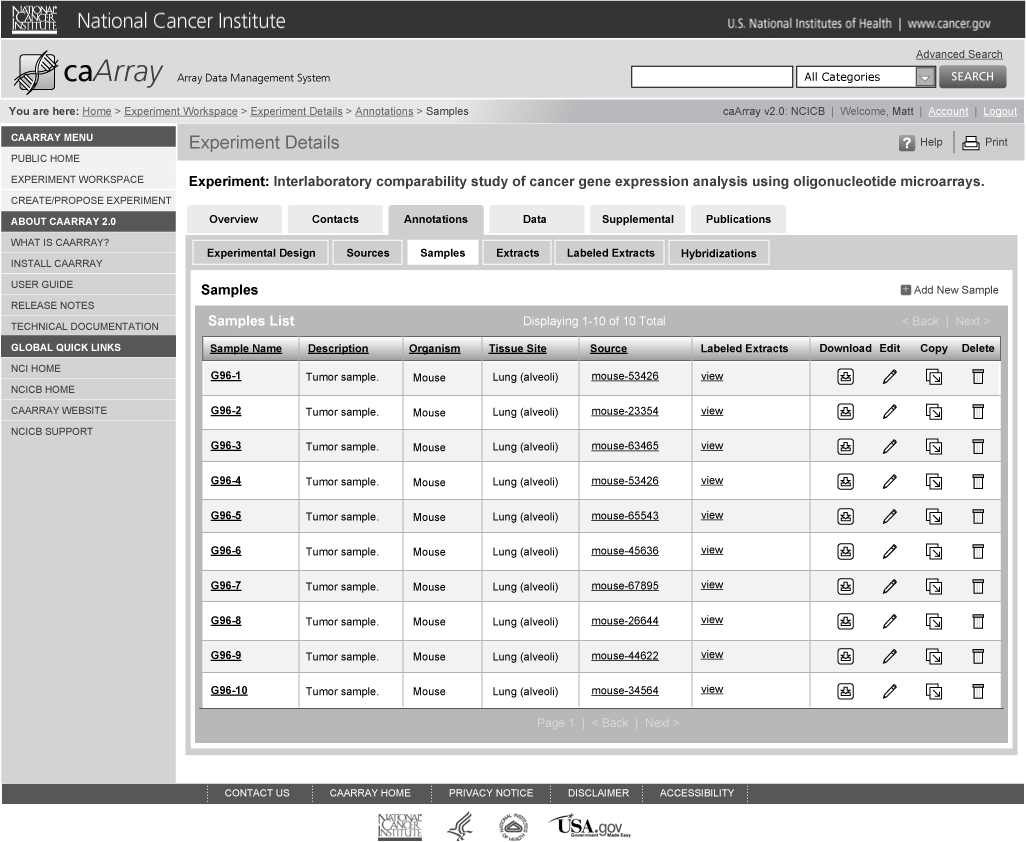 NATIONAL CANCER INSTITUTE National Cancer Institute U.S. National Institutes of Health | www.cancer.gov
Advanced Search
caArray Array Data Management System All Categories SEARCH
You are here: Home > Experiment Workspace > Experiment Details > Annotations > Samples caArray v2.0: NCICB | Welcome, Matt | Account | Logout
CAARRAY MENU
PUBLIC HOME
EXPERIMENT WORKSPACE
CREATE/PROPOSE EXPERIMENT
ABOUT CAARRAY 2.0
WHAT IS CAARRAY?
INSTALL CAARRAY
USER GUIDE
RELEASE NOTES
TECHNICAL DOCUMENTATION
GLOBAL QUICK LINKS
NCI HOME
NCICB HOME
CAARRAY WEBSITE
NCICB SUPPORT
Experiment Details ? Help Print
Experiment: Interlaboratory comparability study of cancer gene expression analysis using oligonucleotide microarrays.
Overview Contacts Annotations Data Supplemental Publications
Experimental Design Sources Samples Extracts Labeled Extracts Hybridizations
Samples Add New Sample
Samples List Displaying 1-10 of 10 Total < Back | Next >
Sample Name Description Organism Tissue Site Source Labeled Extracts Download Edit Copy Delete
G96-1 Tumor sample. Mouse Lung (alveoli) mouse-53426 view
G96-2 Tumor sample. Mouse Lung (alveoli) mouse-23354 view
G96-3 Tumor sample. Mouse Lung (alveoli) mouse-63465 view
G96-4 Tumor sample. Mouse Lung (alveoli) mouse-53426 view
G96-5 Tumor sample. Mouse Lung (alveoli) mouse-65543 view
G96-6 Tumor sample. Mouse Lung (alveoli) mouse-45636 view
G96-7 Tumor sample. Mouse Lung (alveoli) mouse-67895 view
G96-8 Tumor sample. Mouse Lung (alveoli) mouse-26644 view
G96-9 Tumor sample. Mouse Lung (alveoli) mouse-44622 view
G96-10 Tumor sample. Mouse Lung (alveoli) mouse-34564 view
Page 1 | < Back | Next >
CONTACT US CAARRAY HOME PRIVACY NOTICE DISCLAIMER ACCESSIBILITY
NATIONAL CANCER INSTITUTE NATIONAL INSTITUTES OF HEALTH USA.gov
Government Made Easy